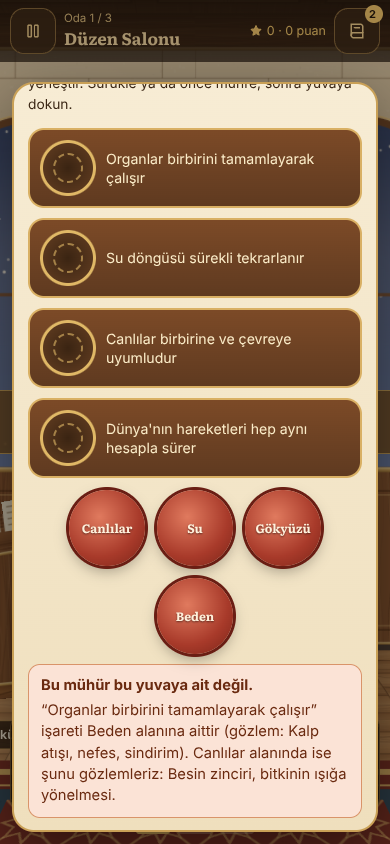 Oda 1 / 3
Düzen Salonu
0 · 0 puan
2
yerleştir. Sürükle ya da önce mühre, sonra yuvaya
dokun.
Organlar birbirini tamamlayarak
çalışır
Su döngüsü sürekli tekrarlanır
Canlılar birbirine ve çevreye
uyumludur
Dünya'nın hareketleri hep aynı
hesapla sürer
Canlılar
Su
Gökyüzü
Beden
Bu mühür bu yuvaya ait değil.
“Organlar birbirini tamamlayarak çalışır”
işareti Beden alanına aittir (gözlem: Kalp
atışı, nefes, sindirim). Canlılar alanında ise
şunu gözlemleriz: Besin zinciri, bitkinin ışığa
yönelmesi.